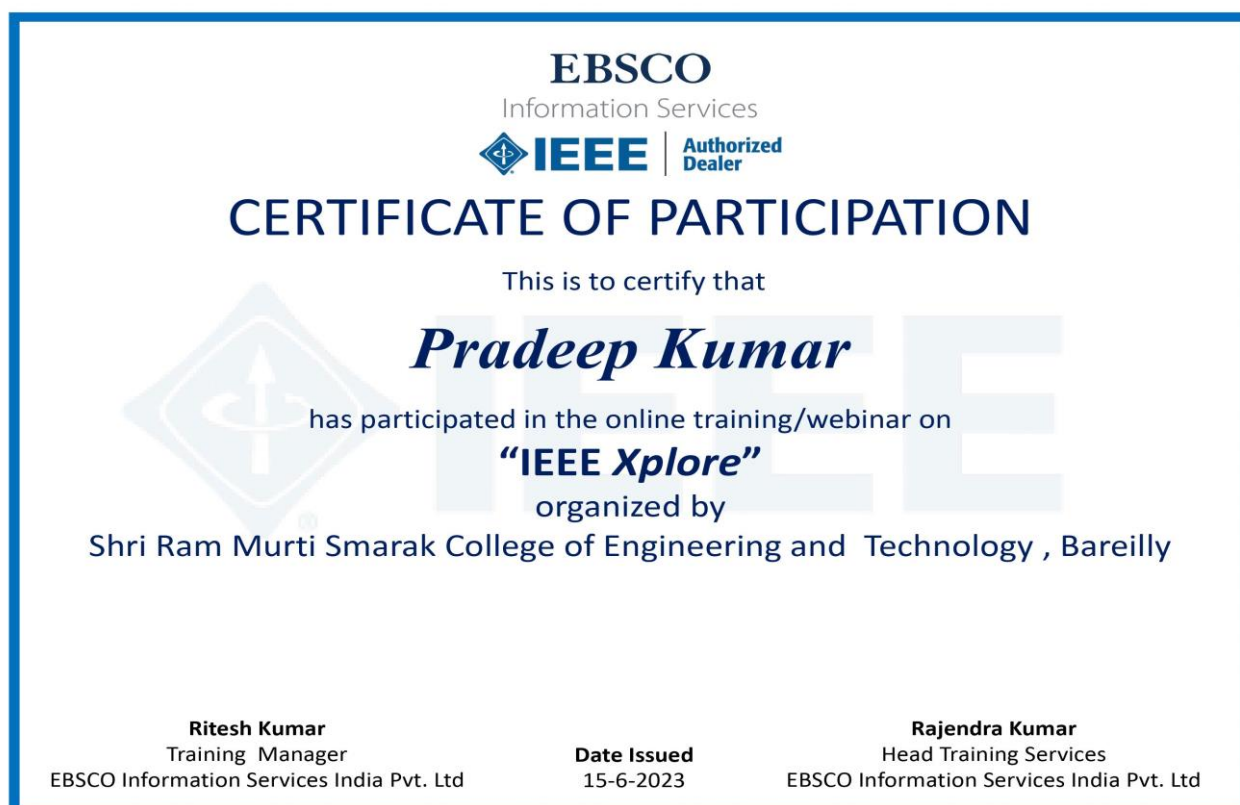 EBSCO
Information Services
IEEE Authorized
Dealer
CERTIFICATE OF PARTICIPATION
This is to certify that
Pradeep Kumar
has participated in the online training/webinar on
“IEEE Xplore”
organized by
Shri Ram Murti Smarak College of Engineering and Technology , Bareilly
IEEE
®
Ritesh Kumar
Training Manager
EBSCO Information Services India Pvt. Ltd
Date Issued
15-6-2023
Rajendra Kumar
Head Training Services
EBSCO Information Services India Pvt. Ltd